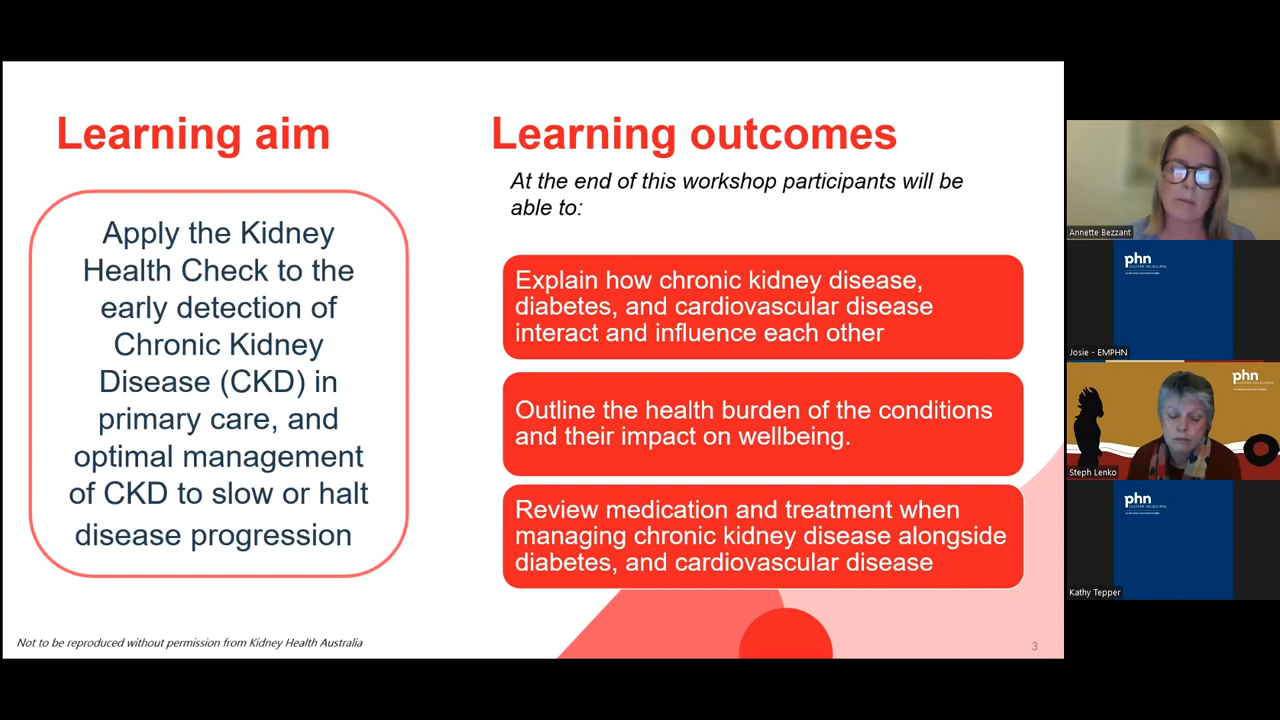 Learning aim
Apply the Kidney
Health Check to the
early detection of
Chronic Kidney
Disease (CKD) in
primary care, and
optimal management
of CKD to slow or halt
disease progression
Learning outcomes
At the end of this workshop participants will be
able to:
Explain how chronic kidney disease,
diabetes, and cardiovascular disease
interact and influence each other
Outline the health burden of the conditions
and their impact on wellbeing.
Review medication and treatment when
managing chronic kidney disease alongside
diabetes, and cardiovascular disease
Not to be reproduced without permission from Kidney Health Australia
3
Annette Bezzant
phn
Josie - EMPHN
phn
Steph Lenko
phn
Kathy Tepper